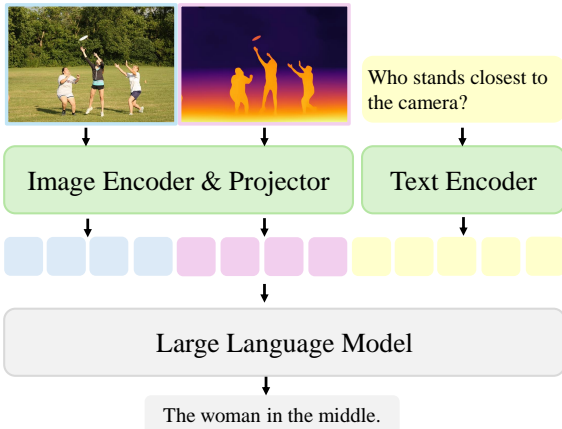 Who stands closest to
the camera?
Image Encoder & Projector
Text Encoder
Large Language Model
The woman in the middle.